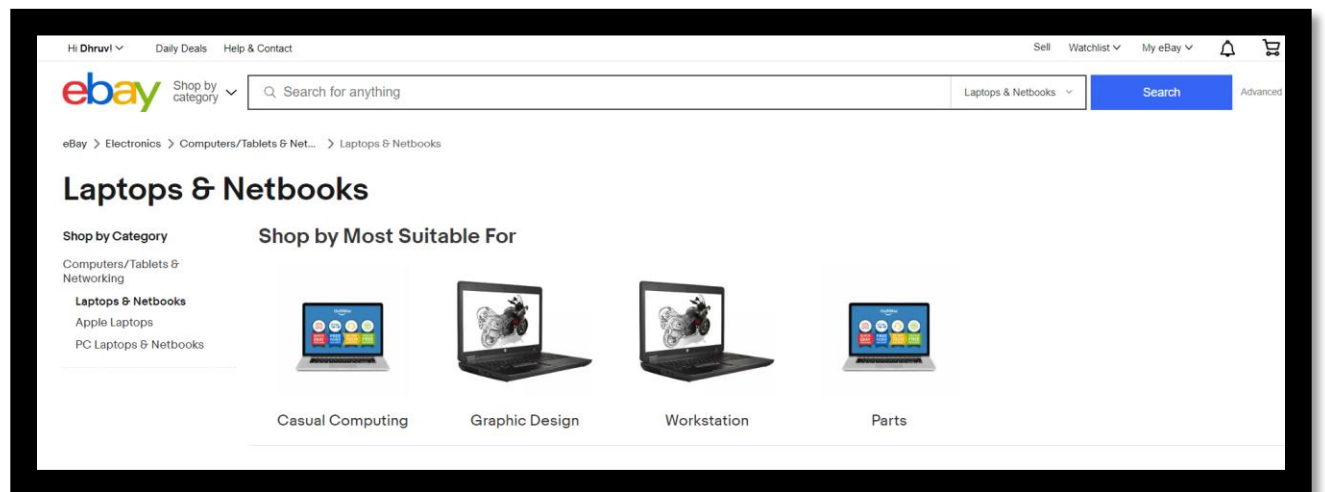 Hi Dhruv! Daily Deals Help & Contact Sell Watchlist My eBay
ebay Shop by category Search for anything Laptops & Netbooks Search Advanced
eBay > Electronics > Computers/Tablets & Net... > Laptops & Netbooks
Laptops & Netbooks
Shop by Category
Computers/Tablets &
Networking
Laptops & Netbooks
Apple Laptops
PC Laptops & Netbooks
Shop by Most Suitable For
Casual Computing Graphic Design Workstation Parts